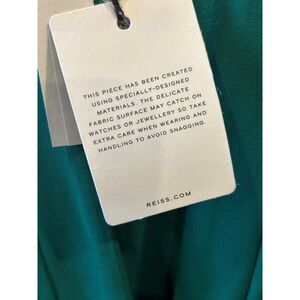 THIS PIECE HAS BEEN CREATED
USING SPECIALLY-DESIGNED
MATERIALS. THE DELICATE
FABRIC SURFACE MAY CATCH ON
WATCHES OR JEWELLERY SO TAKE
EXTRA CARE WHEN WEARING AND
HANDLING TO AVOID SNAGGING.
REISS.COM